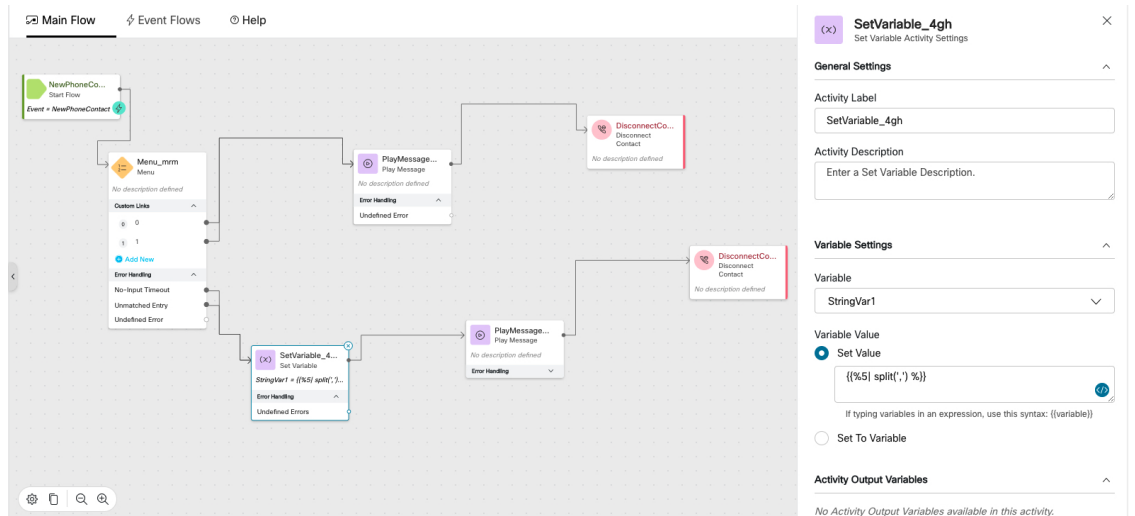 Main Flow
Event Flows
Help
NewPhoneCo...
Start Flow
Event = NewPhoneContact
Menu_mrm
Menu
No description defined
Custom Links
0 0
1 1
Add New
Error Handling
No-Input Timeout
Unmatched Entry
Undefined Error
PlayMessage...
Play Message
No description defined
Error Handling
Undefined Error
DisconnectCo...
Disconnect
Contact
No description defined
SetVariable_4...
(x)
Set Variable
StringVar1 = {{%5| split(',')...
Error Handling
Undefined Errors
PlayMessage...
Play Message
No description defined
Error Handling
DisconnectCo...
Disconnect
Contact
No description defined
(x)
SetVariable_4gh
Set Variable Activity Settings
General Settings
Activity Label
SetVariable_4gh
Activity Description
Enter a Set Variable Description.
Variable Settings
Variable
StringVar1
Variable Value
Set Value
{{%5| split(',') %}}
</>
If typing variables in an expression, use this syntax: {{variable}}
Set To Variable
Activity Output Variables
No Activity Output Variables available in this activity.